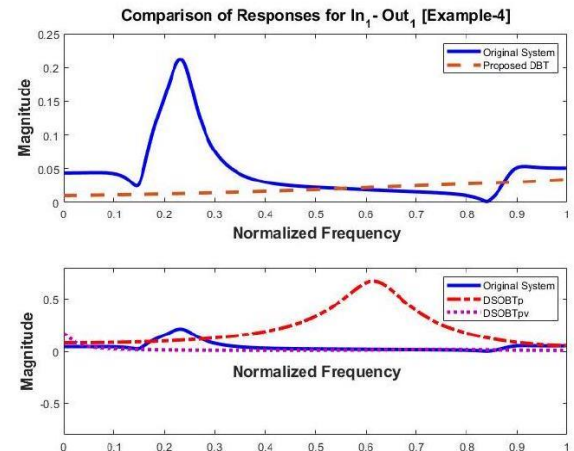 Comparison of Responses for In1- Out1 [Example-4]
0.25
0.2
0.15
0.1
0.05
0
Magnitude
Original System
Proposed DBT
0 0.1 0.2 0.3 0.4 0.5 0.6 0.7 0.8 0.9 1
Normalized Frequency
0.5
0
-0.5
Magnitude
Original System
DSOBTp
DSOBTpv
Normalized Frequency
0 0.1 0.2 0.3 0.4 0.5 0.6 0.7 0.8 0.9 1